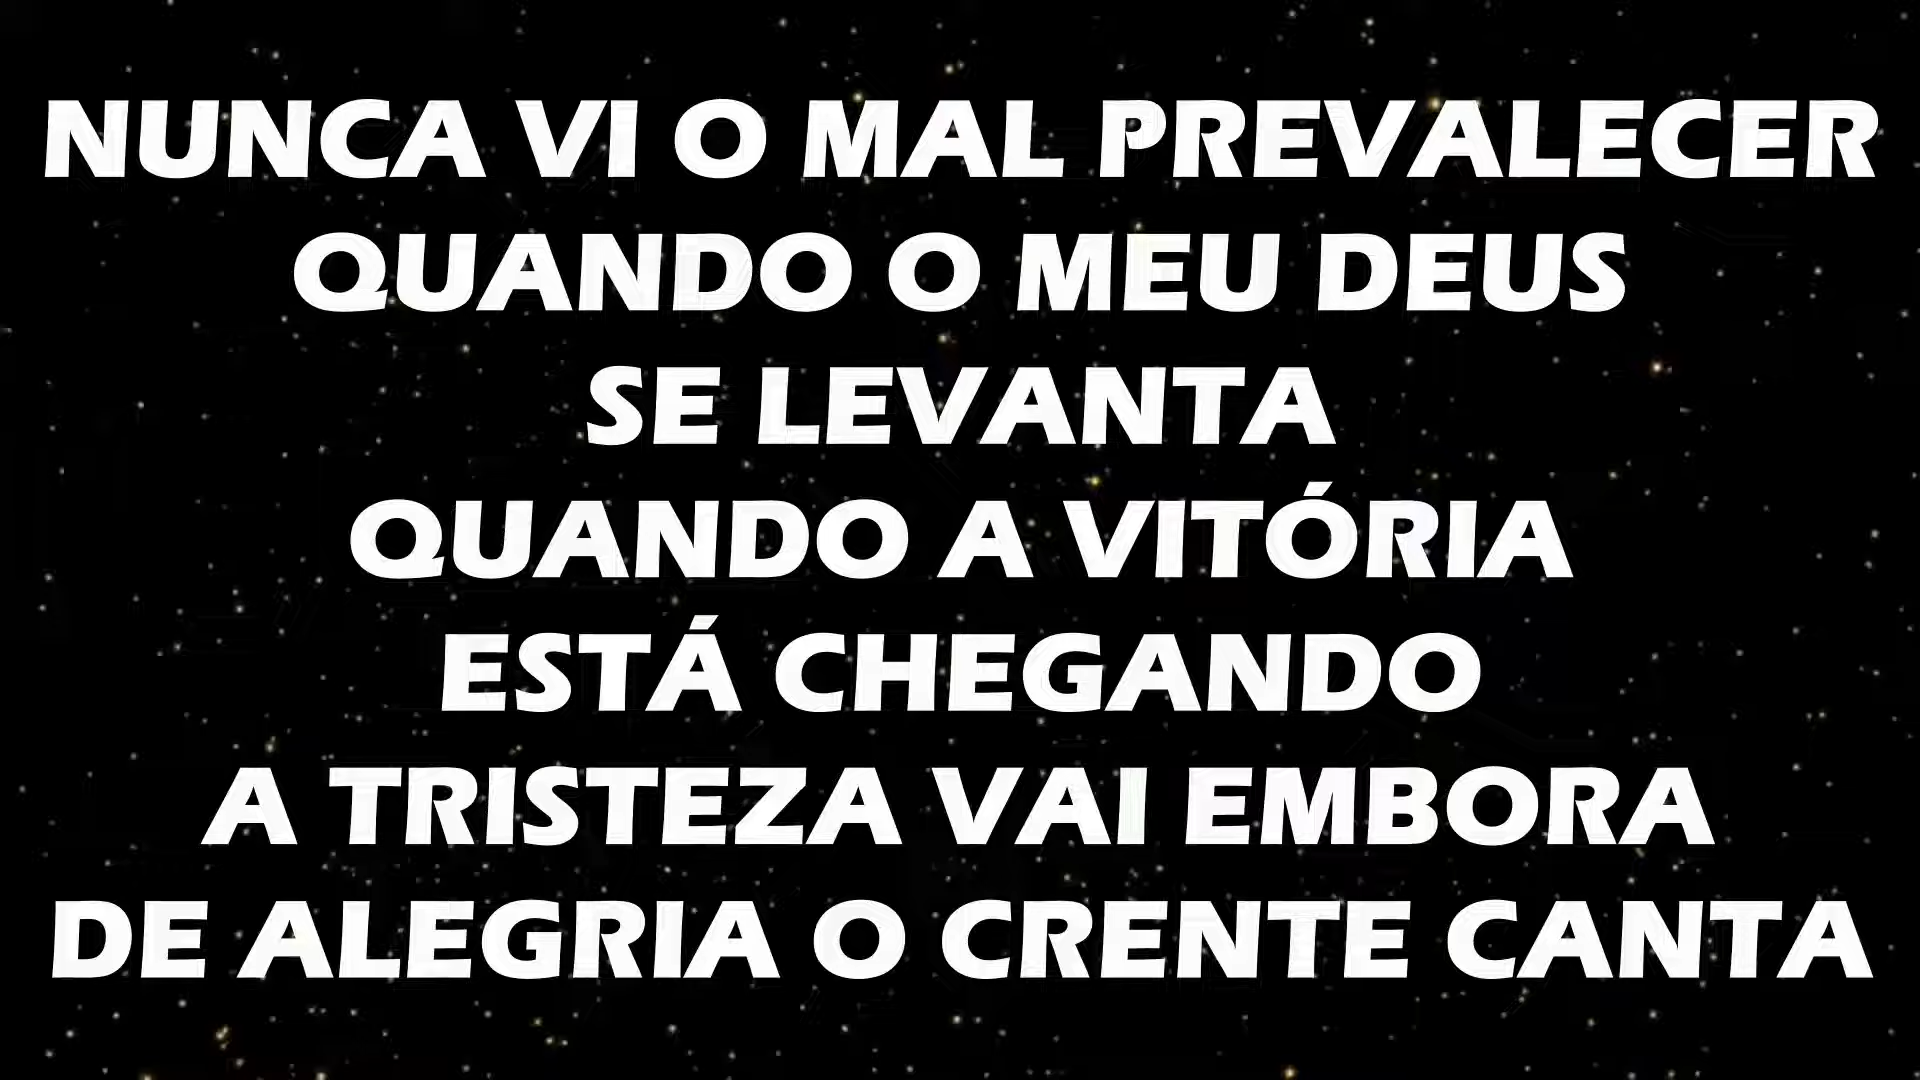 NUNCA VI O MAL PREVALECER
QUANDO O MEU DEUS
SE LEVANTA
QUANDO A VITÓRIA
ESTÁ CHEGANDO
A TRISTEZA VAI EMBORA
DE ALEGRIA O CRENTE CANTA